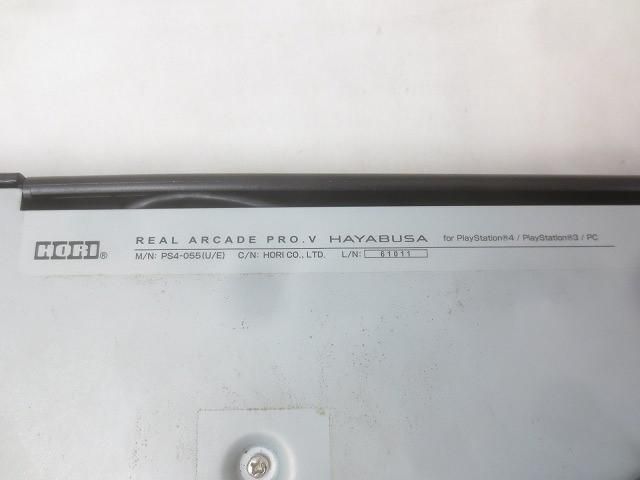 HORI®
REAL ARCADE PRO.V HAYABUSA for PlayStation®4 / PlayStation®3 / PC
M/N: PS4-055(U/E) C/N: HORI CO., LTD. L/N: 61011